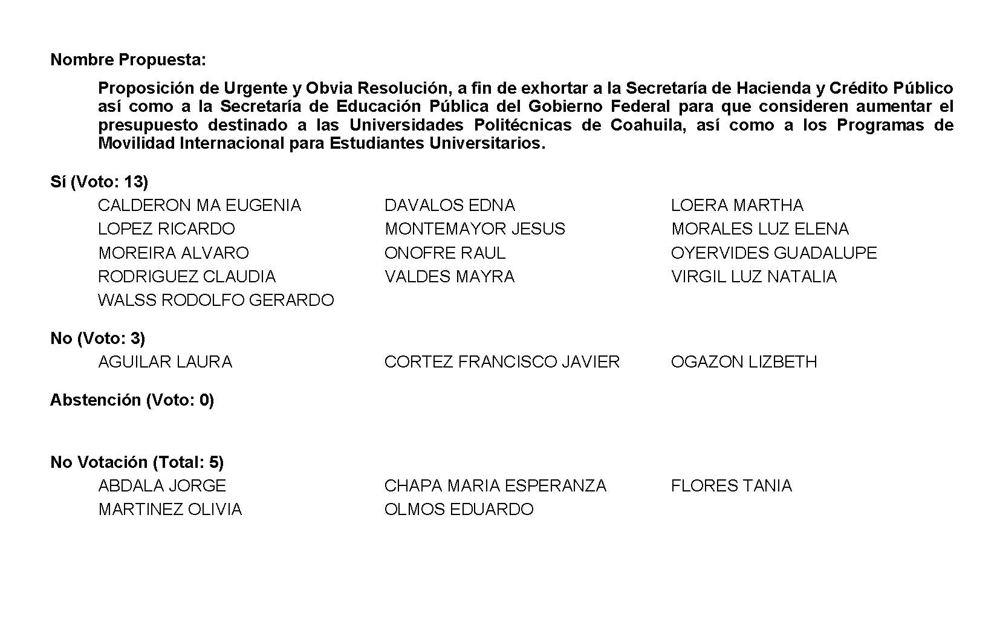 Nombre Propuesta:
Proposición de Urgente y Obvia Resolución, a fin de exhortar a la Secretaría de Hacienda y Crédito Público
así como a la Secretaría de Educación Pública del Gobierno Federal para que consideren aumentar el
presupuesto destinado a las Universidades Politécnicas de Coahuila, así como a los Programas de
Movilidad Internacional para Estudiantes Universitarios.
Sí (Voto: 13)
CALDERON MA EUGENIA DAVALOS EDNA LOERA MARTHA
LOPEZ RICARDO MONTEMAYOR JESUS MORALES LUZ ELENA
MOREIRA ALVARO ONOFRE RAUL OYERVIDES GUADALUPE
RODRIGUEZ CLAUDIA VALDES MAYRA VIRGIL LUZ NATALIA
WALSS RODOLFO GERARDO
No (Voto: 3)
AGUILAR LAURA CORTEZ FRANCISCO JAVIER OGAZON LIZBETH
Abstención (Voto: 0)
No Votación (Total: 5)
ABDALA JORGE CHAPA MARIA ESPERANZA FLORES TANIA
MARTINEZ OLIVIA OLMOS EDUARDO